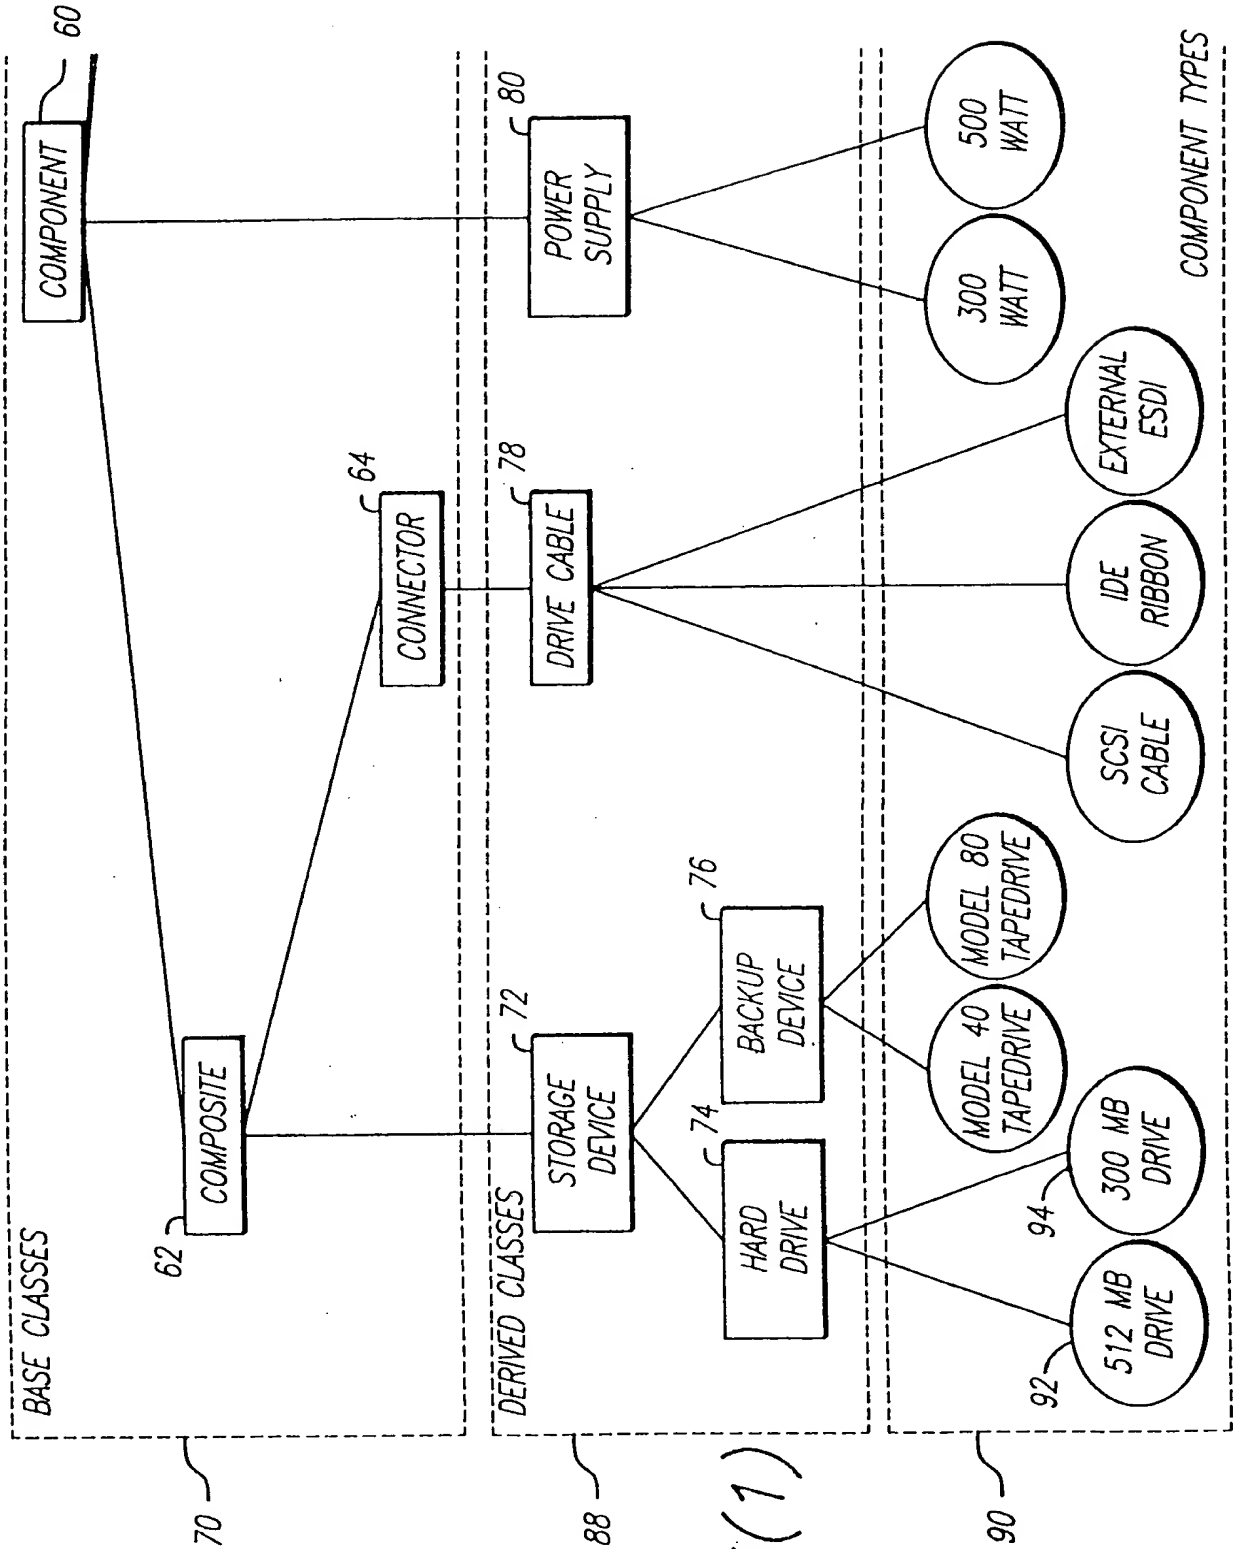 60
COMPONENT
BASE CLASSES
62
COMPOSITE
64
CONNECTOR
70
DERIVED CLASSES
72
STORAGE
DEVICE
78
DRIVE CABLE
80
POWER
SUPPLY
74
HARD
DRIVE
76
BACKUP
DEVICE
88
(1)
MODEL 40
TAPEDRIVE
MODEL 80
TAPEDRIVE
300
WATT
500
WATT
92
512 MB
DRIVE
94
300 MB
DRIVE
SCSI
CABLE
IDE
RIBBON
EXTERNAL
ESDI
90
COMPONENT TYPES